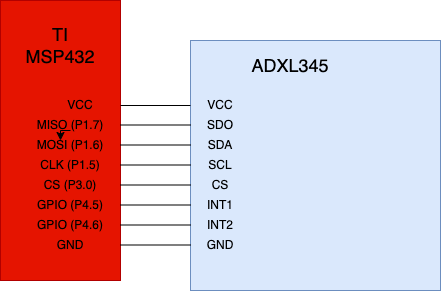 TI
MSP432
ADXL345
VCC
VCC
MISO (P1.7)
SDO
MOSI (P1.6)
SDA
CLK (P1.5)
SCL
CS (P3.0)
CS
GPIO (P4.5)
INT1
GPIO (P4.6)
INT2
GND
GND